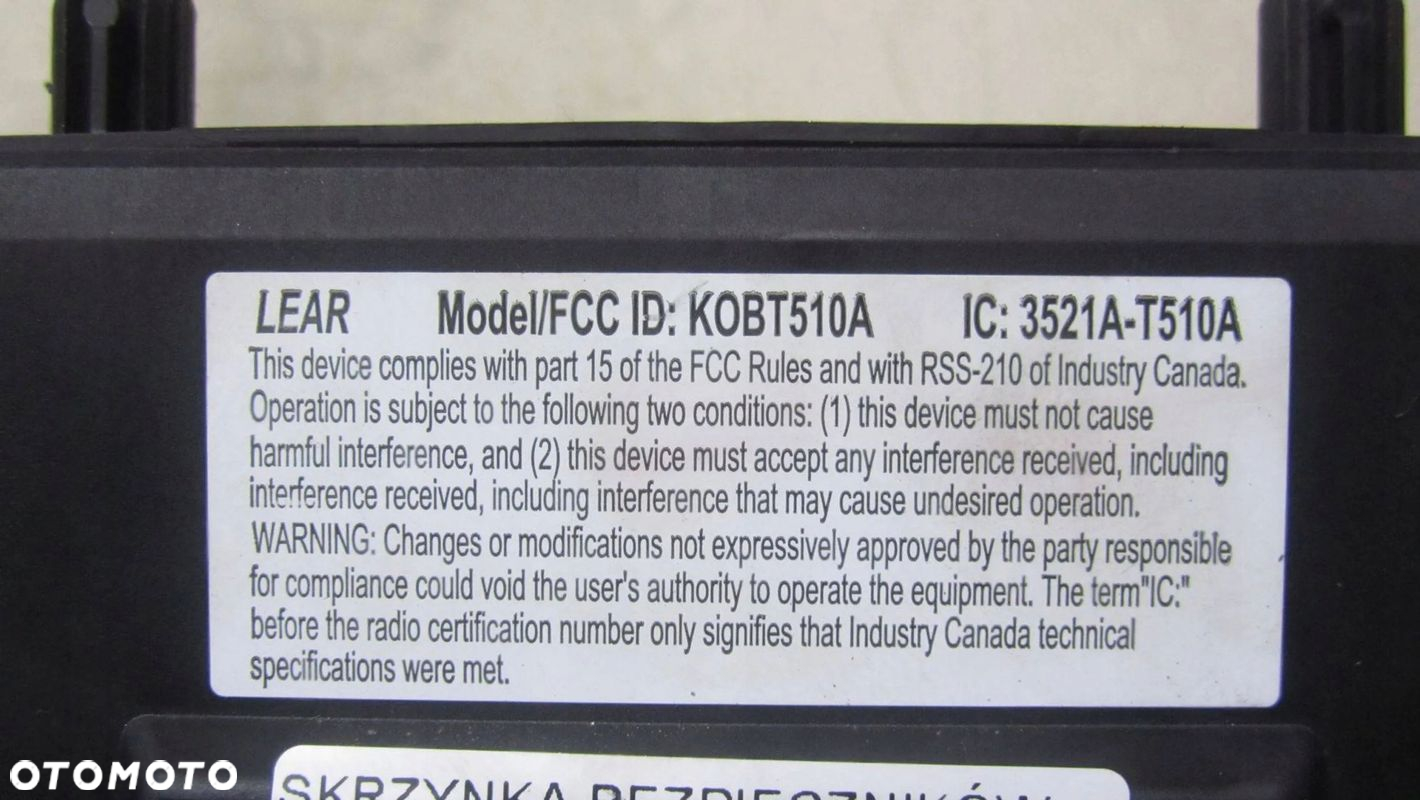 LEAR Model/FCC ID: KOBT510A IC: 3521A-T510A
This device complies with part 15 of the FCC Rules and with RSS-210 of Industry Canada.
Operation is subject to the following two conditions: (1) this device must not cause
harmful interference, and (2) this device must accept any interference received, including
interference received, including interference that may cause undesired operation.
WARNING: Changes or modifications not expressively approved by the party responsible
for compliance could void the user's authority to operate the equipment. The term"IC:"
before the radio certification number only signifies that Industry Canada technical
specifications were met.
OTOMOTO
SKRZYNKA BEZPIECZNIKÓW